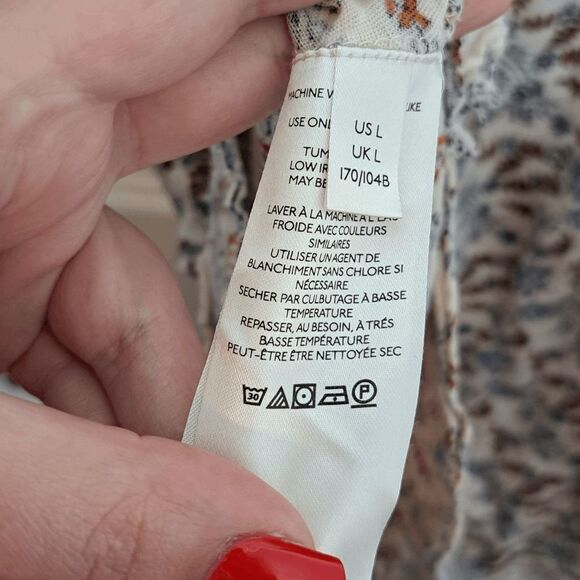 MACHINE
USE ONL
TUM
LOW IR
MAY BE
US L
UK L
170/104B
LAVER À LA MACHINE À L'EAU
FROIDE AVEC COULEURS
SIMILAIRES
UTILISER UN AGENT DE
BLANCHIMENT SANS CHLORE SI
NÉCESSAIRE
SECHER PAR CULBUTAGE À BASSE
TEMPERATURE
REPASSER, AU BESOIN, À TRÉS
BASSE TEMPÉRATURE
PEUT-ÊTRE ÊTRE NETTOYÉE SEC
30 P